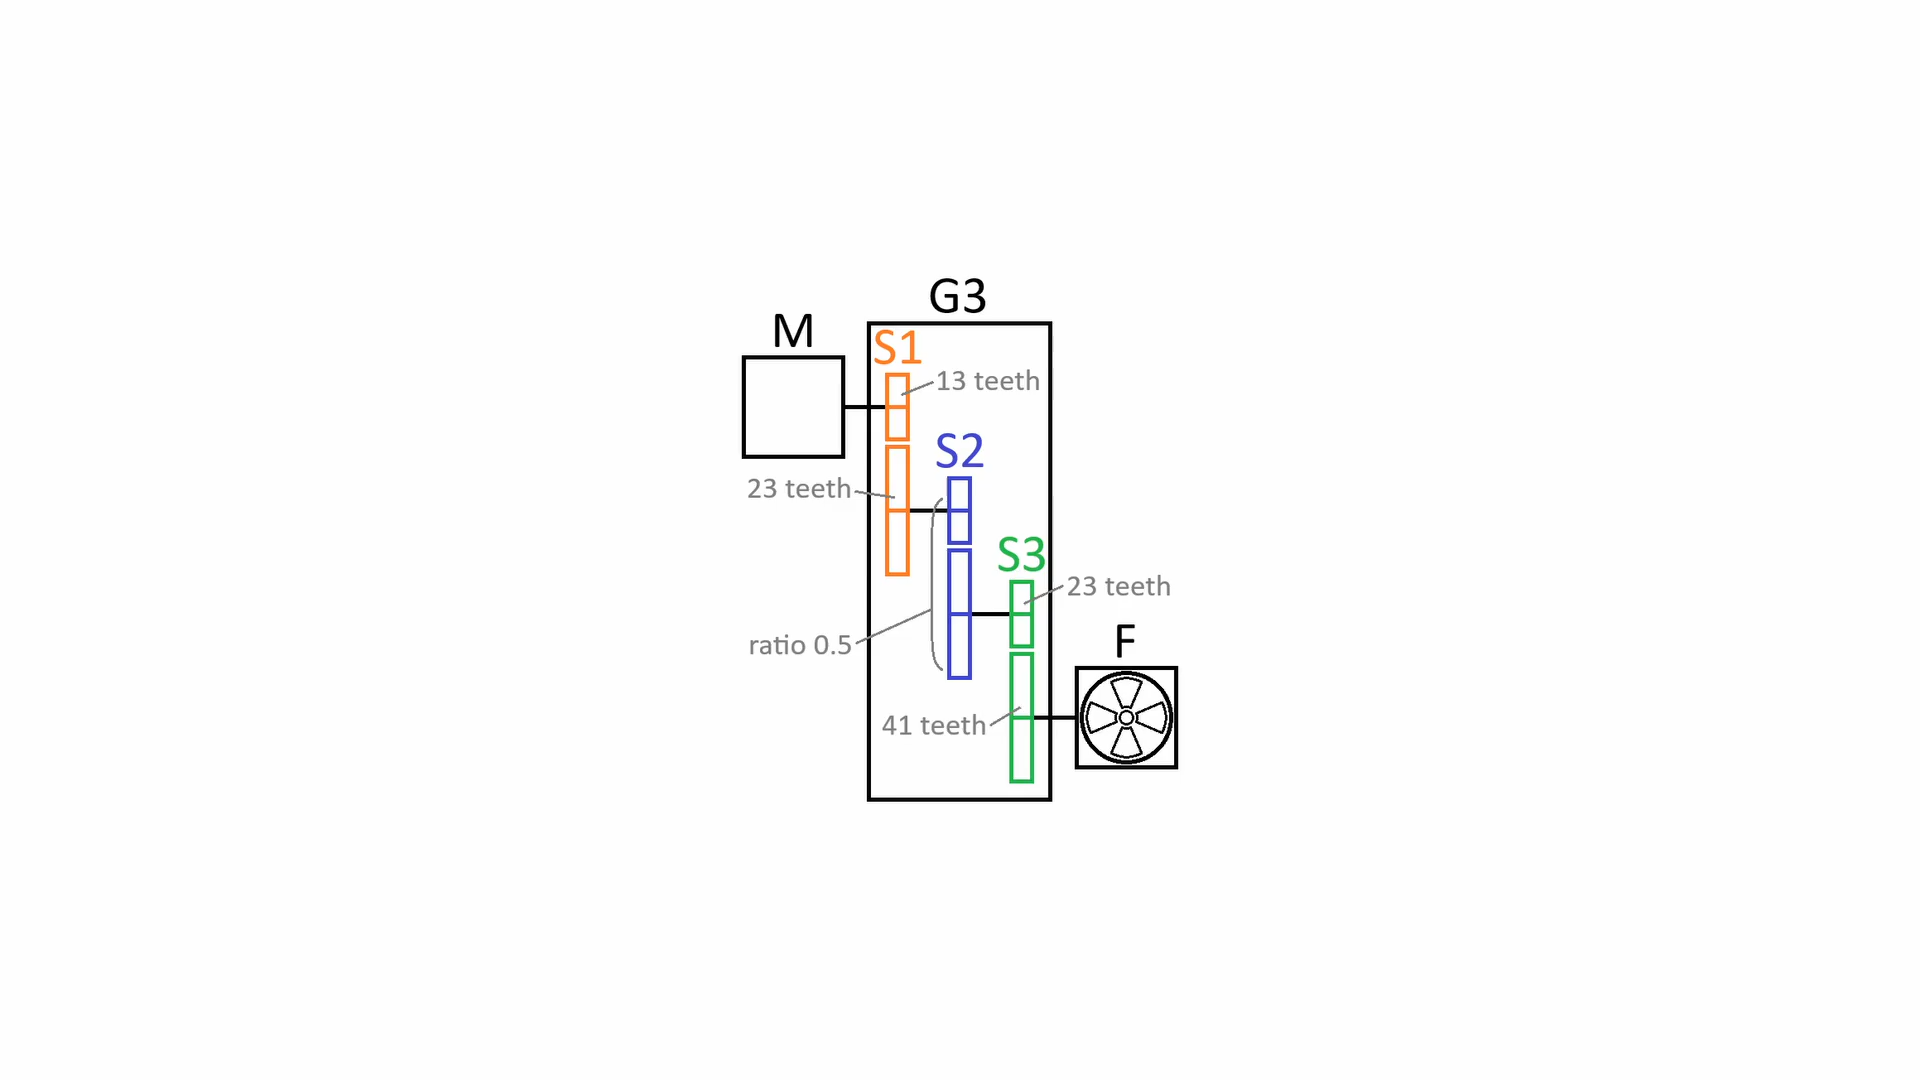 G3
M
S1
13 teeth
S2
23 teeth
S3
23 teeth
F
ratio 0.5
41 teeth